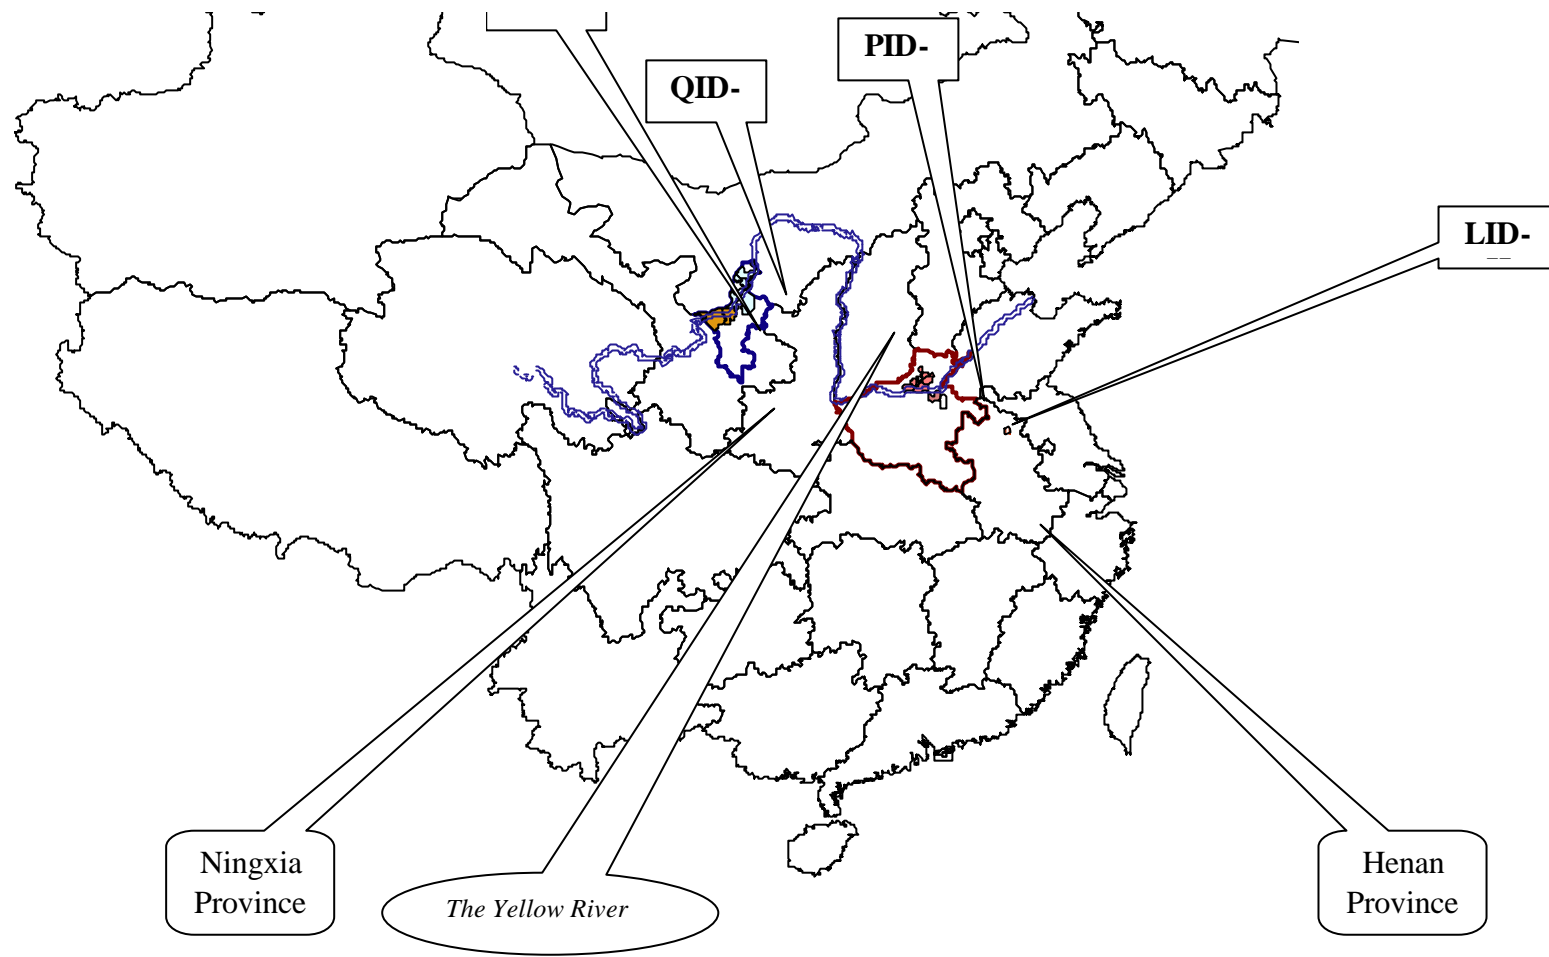 PID-
QID-
LID-
Ningxia
Province
The Yellow River
Henan
Province